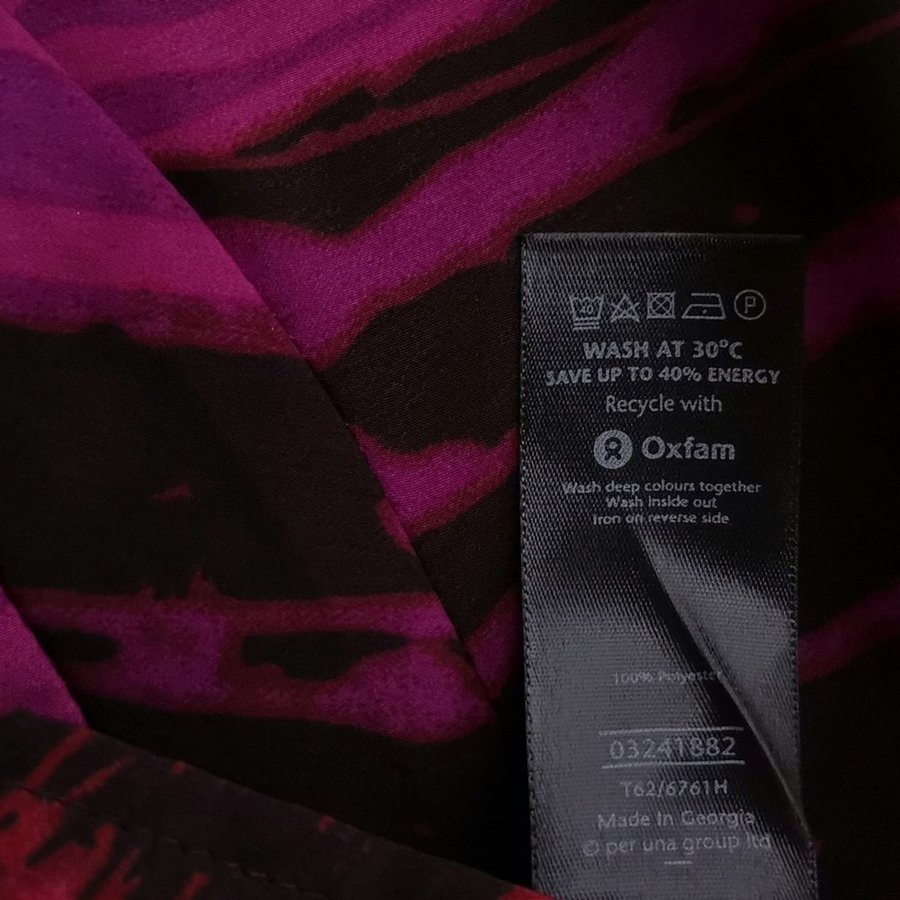 40 P
WASH AT 30°C
SAVE UP TO 40% ENERGY
Recycle with
Oxfam
Wash deep colours together
Wash inside out
Iron on reverse side
100% Polyester
03241882
T62/6761H
Made in Georgia
© per una group ltd